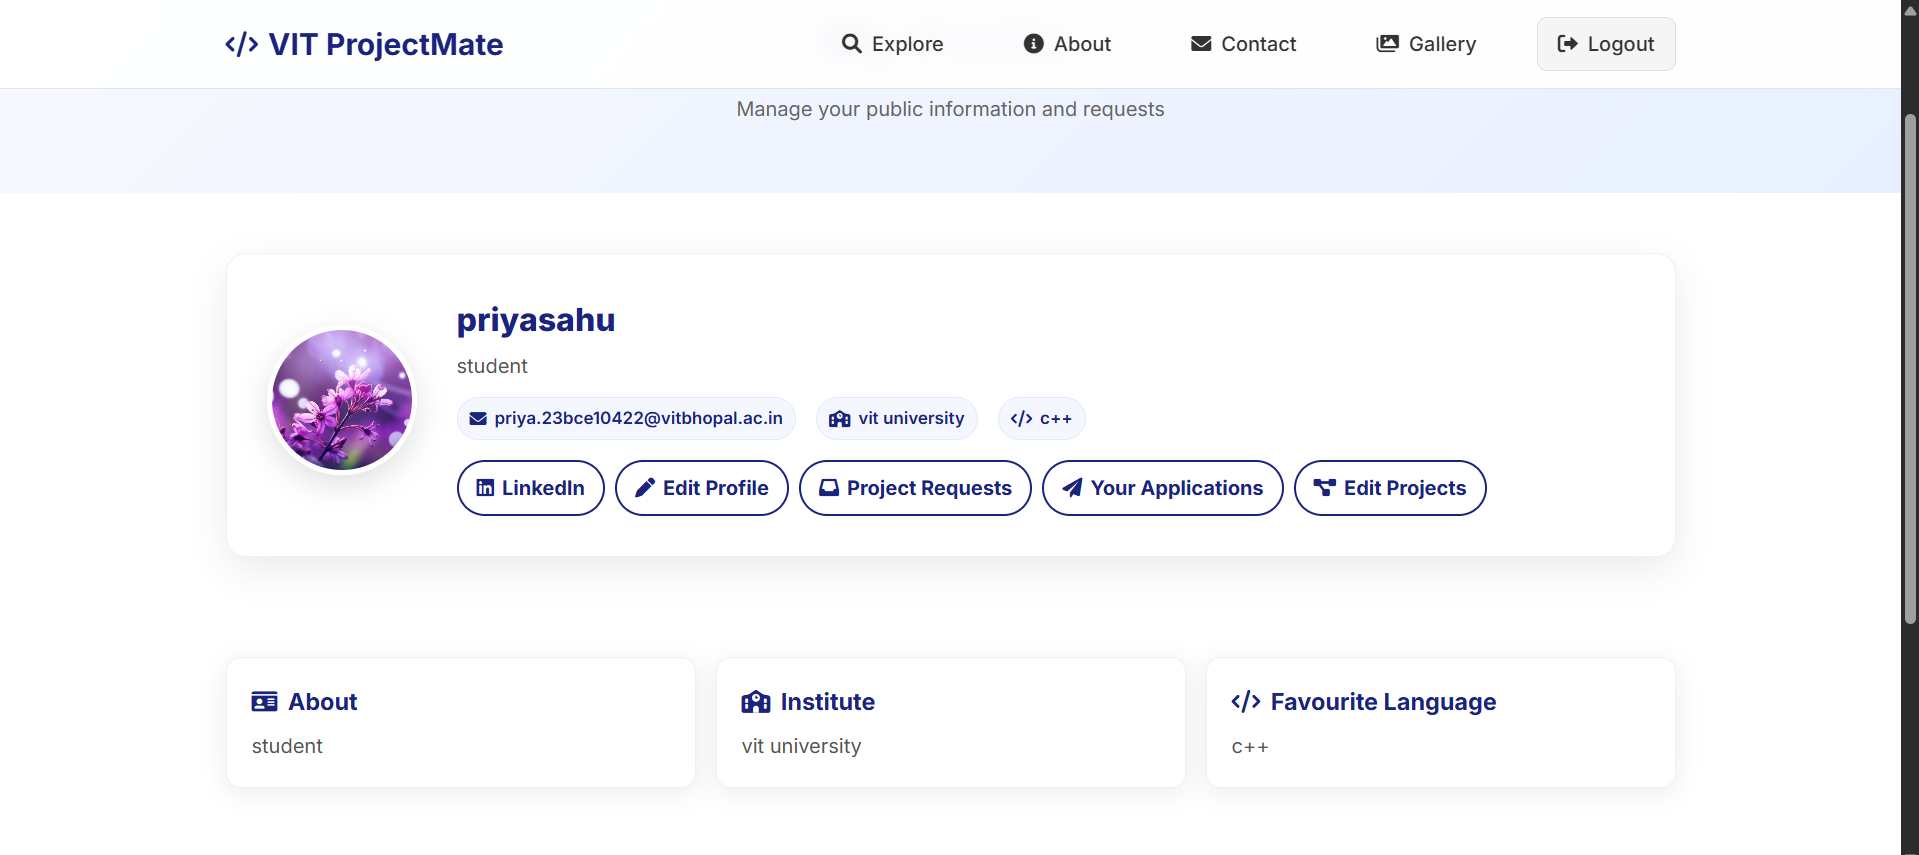 </> VIT ProjectMate
Explore
About
Contact
Gallery
Logout
Manage your public information and requests
priyasahu
student
priya.23bce10422@vitbhopal.ac.in
vit university
</> c++
LinkedIn
Edit Profile
Project Requests
Your Applications
Edit Projects
About
student
Institute
vit university
</> Favourite Language
c++